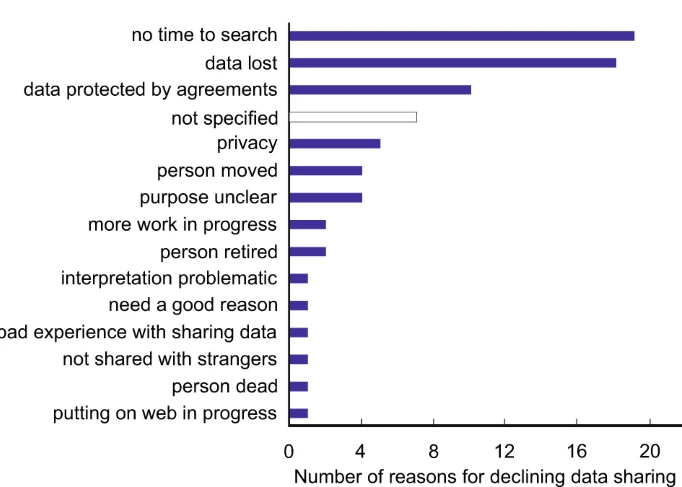 no time to search
data lost
data protected by agreements
not specified
privacy
person moved
purpose unclear
more work in progress
person retired
interpretation problematic
need a good reason
bad experience with sharing data
not shared with strangers
person dead
putting on web in progress
0 4 8 12 16 20
Number of reasons for declining data sharing